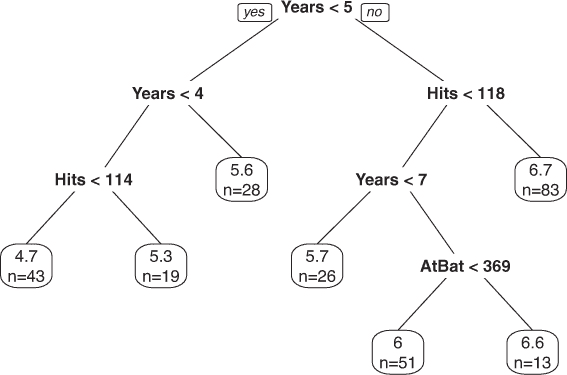 yes Years < 5 no
Years < 4
Hits < 118
Hits < 114
5.6
n=28
Years < 7
6.7
n=83
4.7
n=43
5.3
n=19
5.7
n=26
AtBat < 369
6
n=51
6.6
n=13